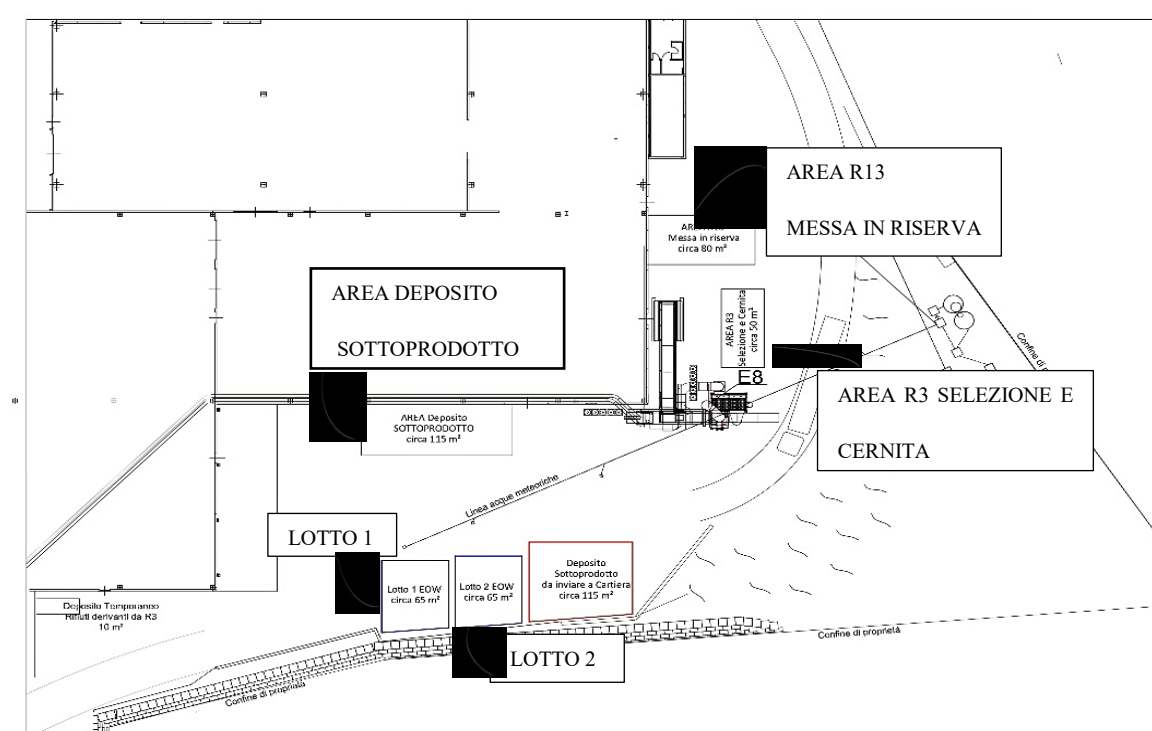 AREA R13
MESSA IN RISERVA
Messa in riserva
circa 80 m²
AREA DEPOSITO
SOTTOPRODOTTO
AREA R3
Selezione e Cernita
circa 50 m²
Confine di
E8
AREA R3 SELEZIONE E
CERNITA
AREA Deposito
SOTTOPRODOTTO
circa 115 m²
Linea acque meteoriche
LOTTO 1
Lotto 1 EOW
circa 65 m²
Lotto 2 EOW
circa 65 m²
Deposito
Sottoprodotto
da inviare a Cartiera
circa 115 m²
Deposito Temporaneo
Rifiuti derivanti da R3
10 m²
LOTTO 2
Confine di proprietà
Confine di proprietà